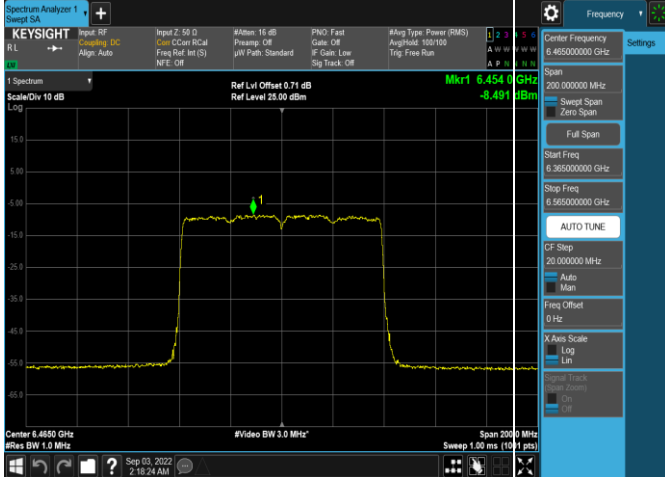 Spectrum Analyzer 1
Swept SA
+
Frequency
KEYSIGHT
RL
LV
Input: RF
Coupling: DC
Align: Auto
Input Z: 50 Ω
Corr CCorr RCal
Freq Ref: Int (S)
NFE: Off
#Atten: 16 dB
Preamp: Off
µW Path: Standard
PNO: Fast
Gate: Off
IF Gain: Low
Sig Track: Off
#Avg Type: Power (RMS)
Avg|Hold: 100/100
Trig: Free Run
1 2 3 4 5 6
A W W W W W
A P N N N N
1 Spectrum
Scale/Div 10 dB
Log
Ref Lvl Offset 0.71 dB
Ref Level 25.00 dBm
Mkr1 6.454 0 GHz
-8.491 dBm
15.0
5.00
-5.00
-15.0
-25.0
-35.0
-45.0
-55.0
-65.0
1
Center 6.4650 GHz
#Res BW 1.0 MHz
#Video BW 3.0 MHz*
Span 200.0 MHz
Sweep 1.00 ms (1001 pts)
Sep 03, 2022
2:18:24 AM
?
Settings
Center Frequency
6.465000000 GHz
Span
200.000000 MHz
Swept Span
Zero Span
Full Span
Start Freq
6.365000000 GHz
Stop Freq
6.565000000 GHz
AUTO TUNE
CF Step
20.000000 MHz
Auto
Man
Freq Offset
0 Hz
X Axis Scale
Log
Lin
Signal Track
(Span Zoom)
On
Off